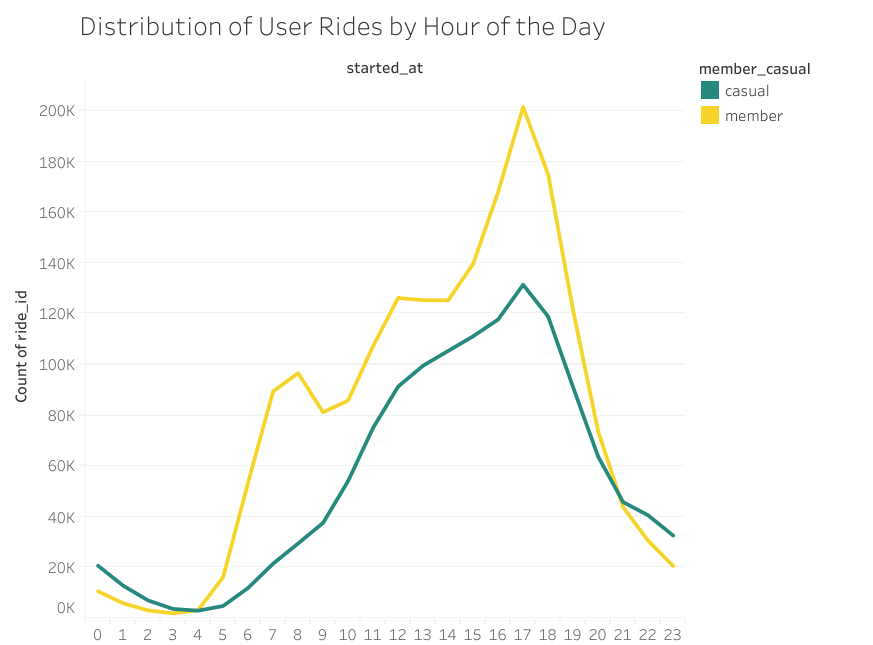 Distribution of User Rides by Hour of the Day
started_at
member_casual
casual
member
Count of ride_id
200K
180K
160K
140K
120K
100K
80K
60K
40K
20K
0K
0 1 2 3 4 5 6 7 8 9 10 11 12 13 14 15 16 17 18 19 20 21 22 23